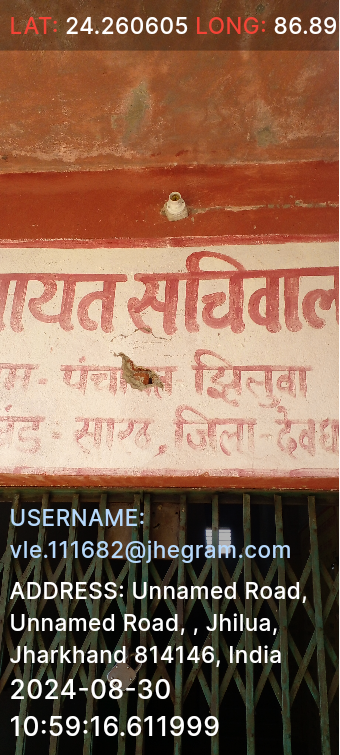 LAT: 24.260605 LONG: 86.89
ायत सचिवाल
म- पंचायत - झिलुवा
ंड - सारठ, जिला-देवघ
USERNAME:
vle.111682@jhegram.com
ADDRESS: Unnamed Road,
Unnamed Road, , Jhilua,
Jharkhand 814146, India
2024-08-30
10:59:16.611999